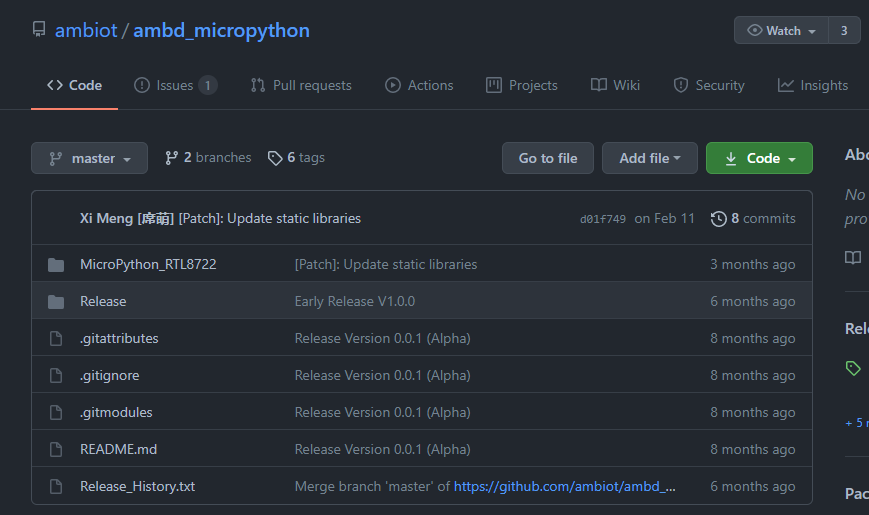 ambiot / ambd_micropython
Watch 3
Code Issues 1 Pull requests Actions Projects Wiki Security Insights
master 2 branches 6 tags Go to file Add file Code
Xi Meng [席萌] [Patch]: Update static libraries d01f749 on Feb 11 8 commits
MicroPython_RTL8722 [Patch]: Update static libraries 3 months ago
Release Early Release V1.0.0 6 months ago
.gitattributes Release Version 0.0.1 (Alpha) 8 months ago
.gitignore Release Version 0.0.1 (Alpha) 8 months ago
.gitmodules Release Version 0.0.1 (Alpha) 8 months ago
README.md Release Version 0.0.1 (Alpha) 8 months ago
Release_History.txt Merge branch 'master' of https://github.com/ambiot/ambd_... 6 months ago
Abo
No
pro
Rel
+ 5 r
Pac